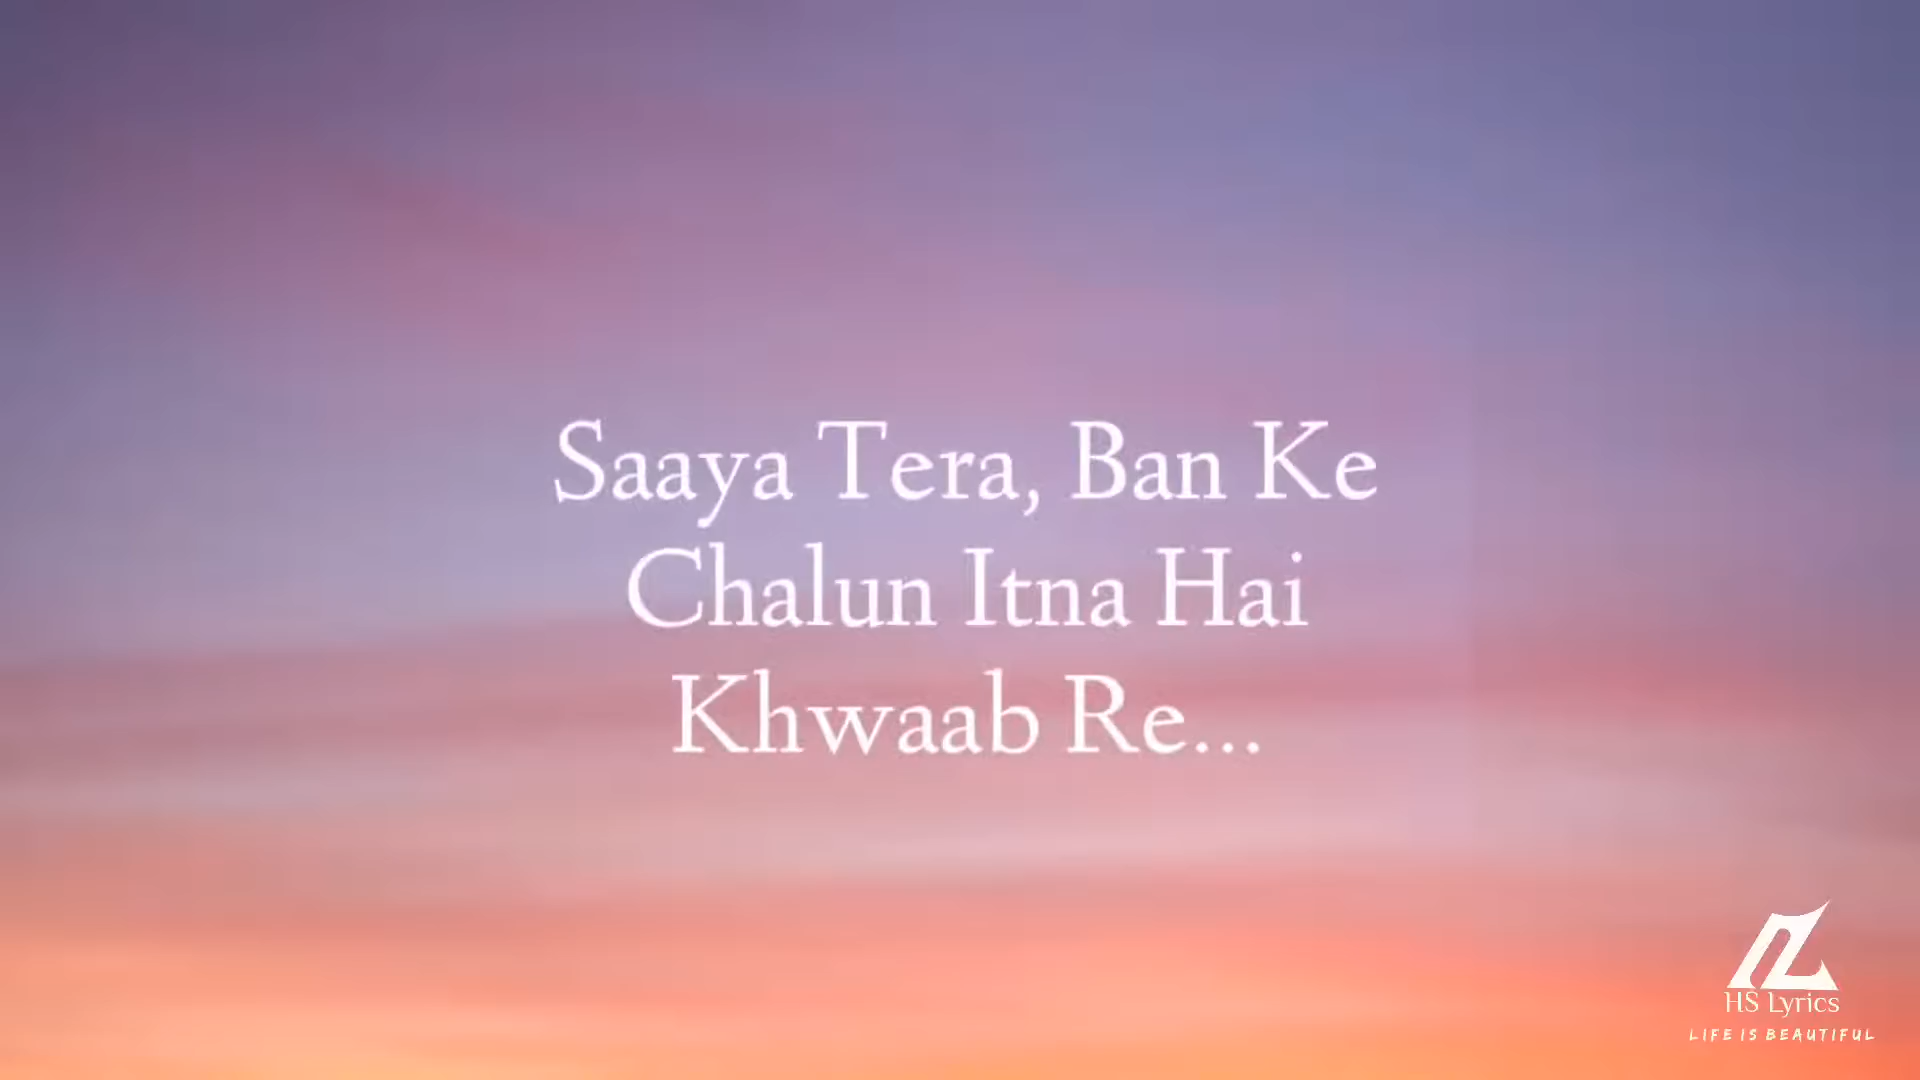 Saaya Tera, Ban Ke
Chalun Itna Hai
Khwaab Re...
HS Lyrics
LIFE IS BEAUTIFUL